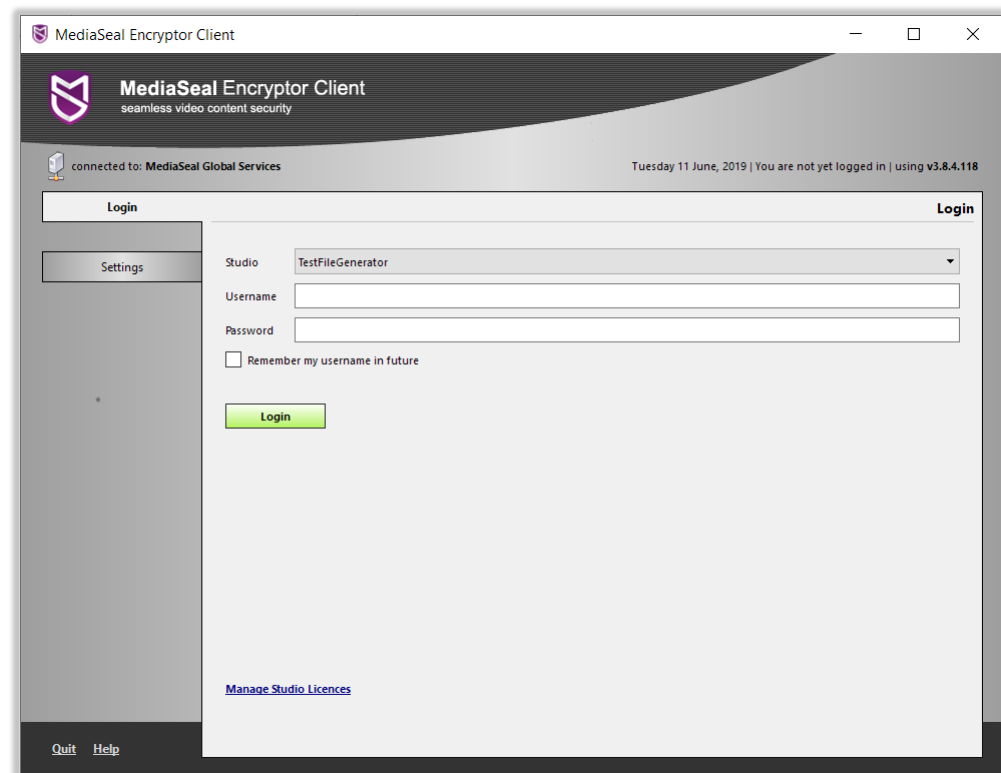 MediaSeal Encryptor Client
MediaSeal Encryptor Client
seamless video content security
connected to: MediaSeal Global Services
Tuesday 11 June, 2019 | You are not yet logged in | using v3.8.4.118
Login
Login
Settings
Studio
TestFileGenerator
Username
Password
Remember my username in future
Login
Manage Studio Licences
Quit Help